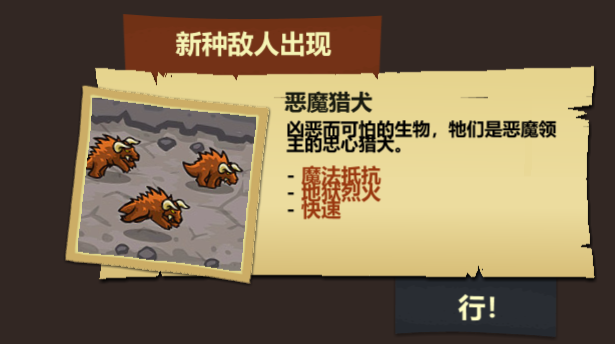 新种敌人出现
恶魔猎犬
凶恶而可怕的生物，牠们是恶魔领
主的忠心猎犬。
- 魔法抵抗
- 地狱烈火
- 快速
行！